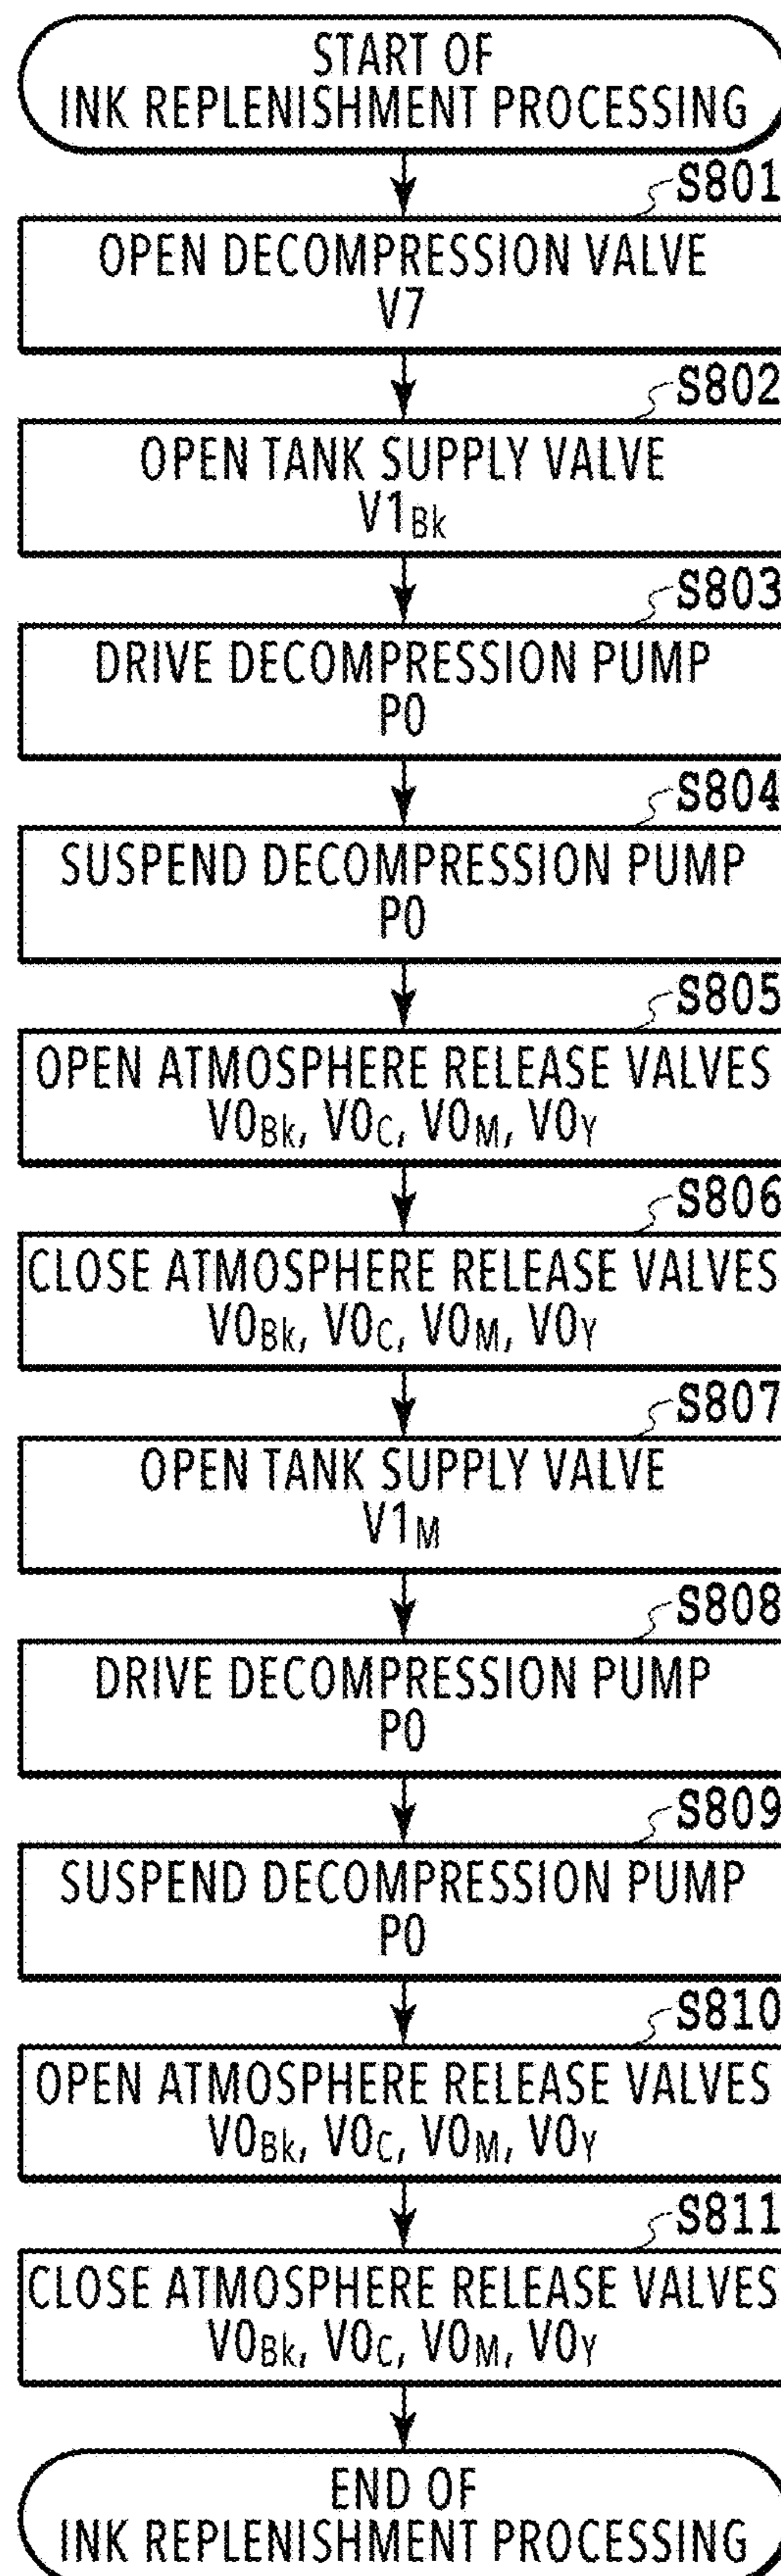 START OF
INK REPLENISHMENT PROCESSING
S801
OPEN DECOMPRESSION VALVE
V7
S802
OPEN TANK SUPPLY VALVE
V1Bk
S803
DRIVE DECOMPRESSION PUMP
P0
S804
SUSPEND DECOMPRESSION PUMP
P0
S805
OPEN ATMOSPHERE RELEASE VALVES
V0Bk, V0C, V0M, V0Y
S806
CLOSE ATMOSPHERE RELEASE VALVES
V0Bk, V0C, V0M, V0Y
S807
OPEN TANK SUPPLY VALVE
V1M
S808
DRIVE DECOMPRESSION PUMP
P0
S809
SUSPEND DECOMPRESSION PUMP
P0
S810
OPEN ATMOSPHERE RELEASE VALVES
V0Bk, V0C, V0M, V0Y
S811
CLOSE ATMOSPHERE RELEASE VALVES
V0Bk, V0C, V0M, V0Y
END OF
INK REPLENISHMENT PROCESSING